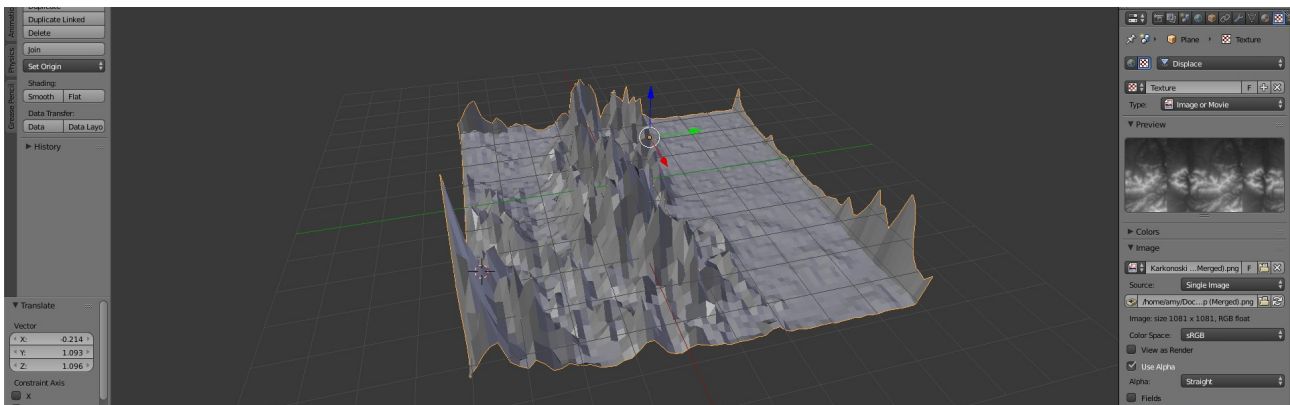 Duplicate
Duplicate Linked
Delete
Join
Set Origin
Shading:
Smooth Flat
Data Transfer:
Data Data Layo
▶ History
Physics
Grease Pencil
▼ Translate
Vector
X: -0.214
Y: 1.093
Z: 1.096
Constraint Axis
X
Plane Texture
Displace
Texture F
Type: Image or Movie
▼ Preview
▶ Colors
▼ Image
Karkonoski ...Merged).png F
Source: Single Image
/home/amy/Doc...p (Merged).png
Image: size 1081 x 1081, RGB float
Color Space: sRGB
View as Render
Use Alpha
Alpha: Straight
Fields